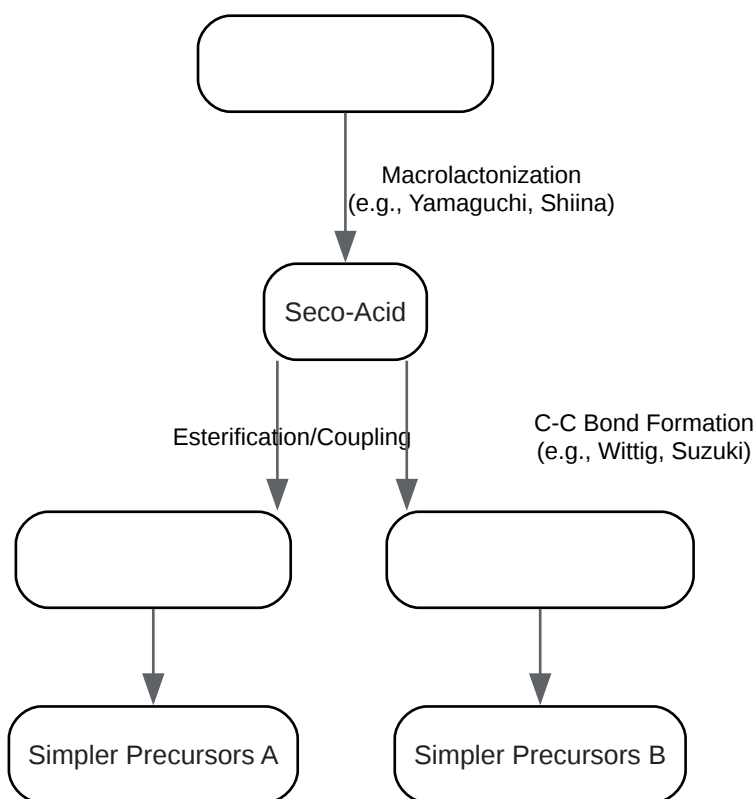 Macrolactonization
(e.g., Yamaguchi, Shiina)
Seco-Acid
Esterification/Coupling
C-C Bond Formation
(e.g., Wittig, Suzuki)
Simpler Precursors A
Simpler Precursors B